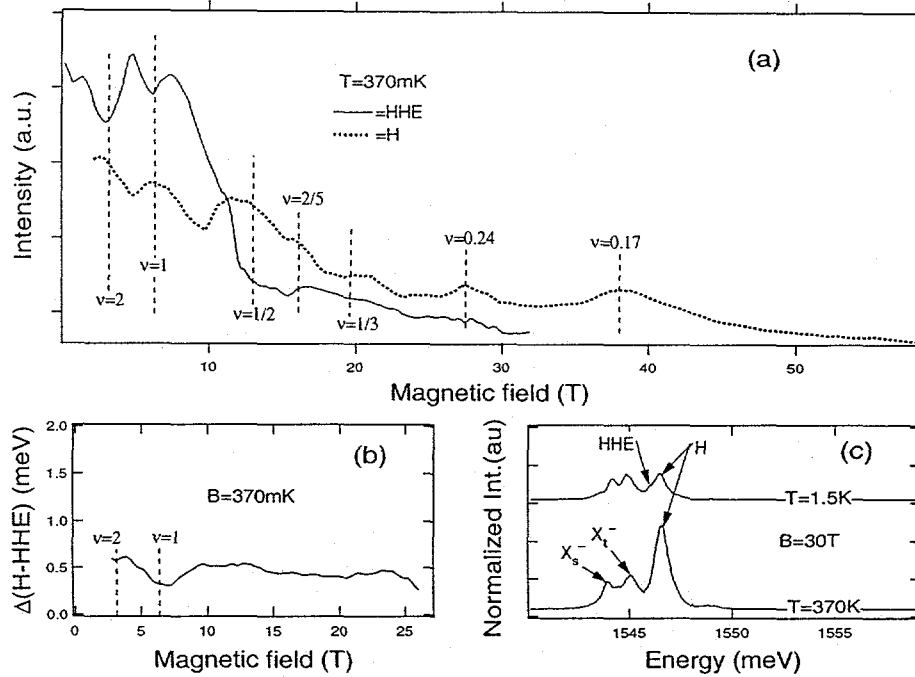 (a)
T=370mK
=HHE
=H
Intensity (a.u.)
ν=2
ν=1
ν=1/2
ν=2/5
ν=1/3
ν=0.24
ν=0.17
10 20 30 40 50
Magnetic field (T)
(b)
Δ(H-HHE) (meV)
2.0
1.5
1.0
0.5
0.0
B=370mK
ν=2 ν=1
0 5 10 15 20 25
Magnetic field (T)
(c)
Normalized Int.(au)
HHE H
T=1.5K
Xs- Xt-
B=30T
T=370K
1545 1550 1555
Energy (meV)